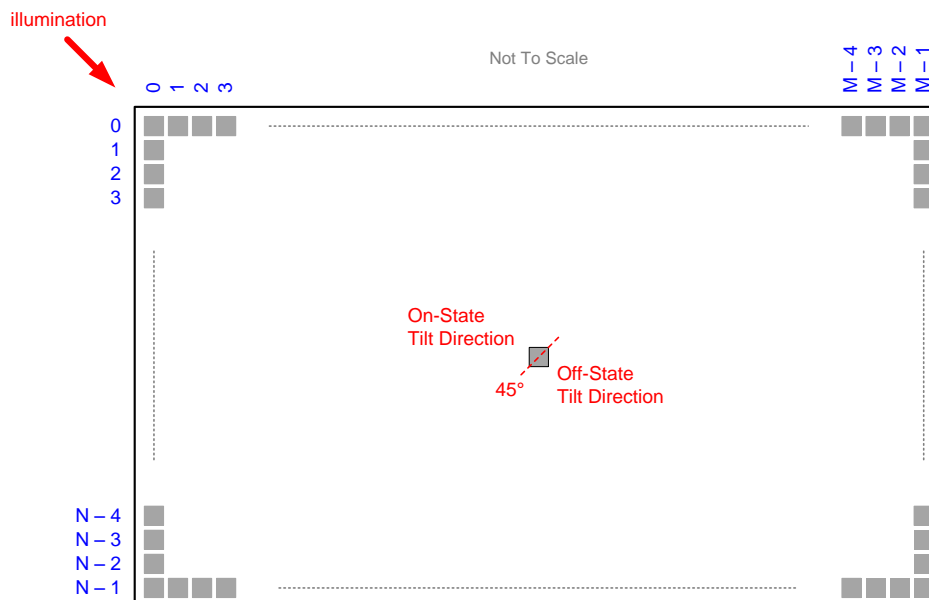 illumination
Not To Scale
0
1
2
3
M – 4
M – 3
M – 2
M – 1
0
1
2
3
On-State
Tilt Direction
45°
Off-State
Tilt Direction
N – 4
N – 3
N – 2
N – 1